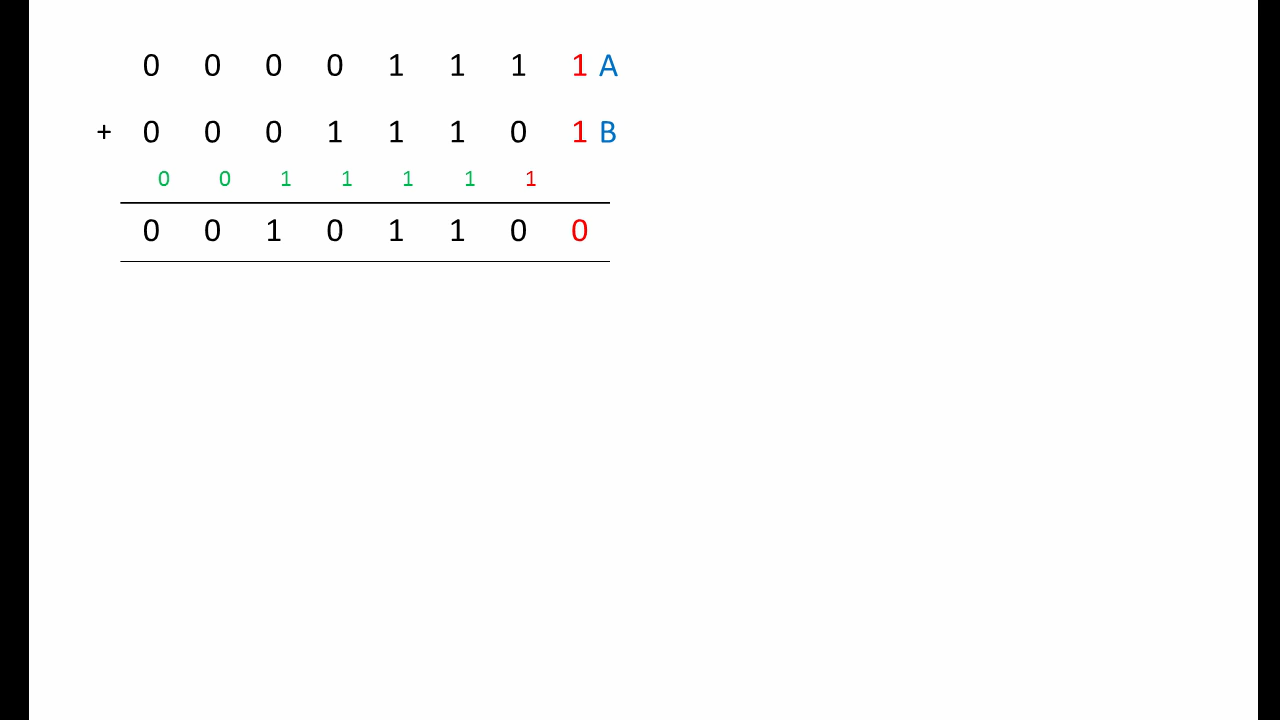 0 0 0 0 1 1 1 1 A
+ 0 0 0 1 1 1 0 1 B
0 0 1 1 1 1 1
0 0 1 0 1 1 0 0